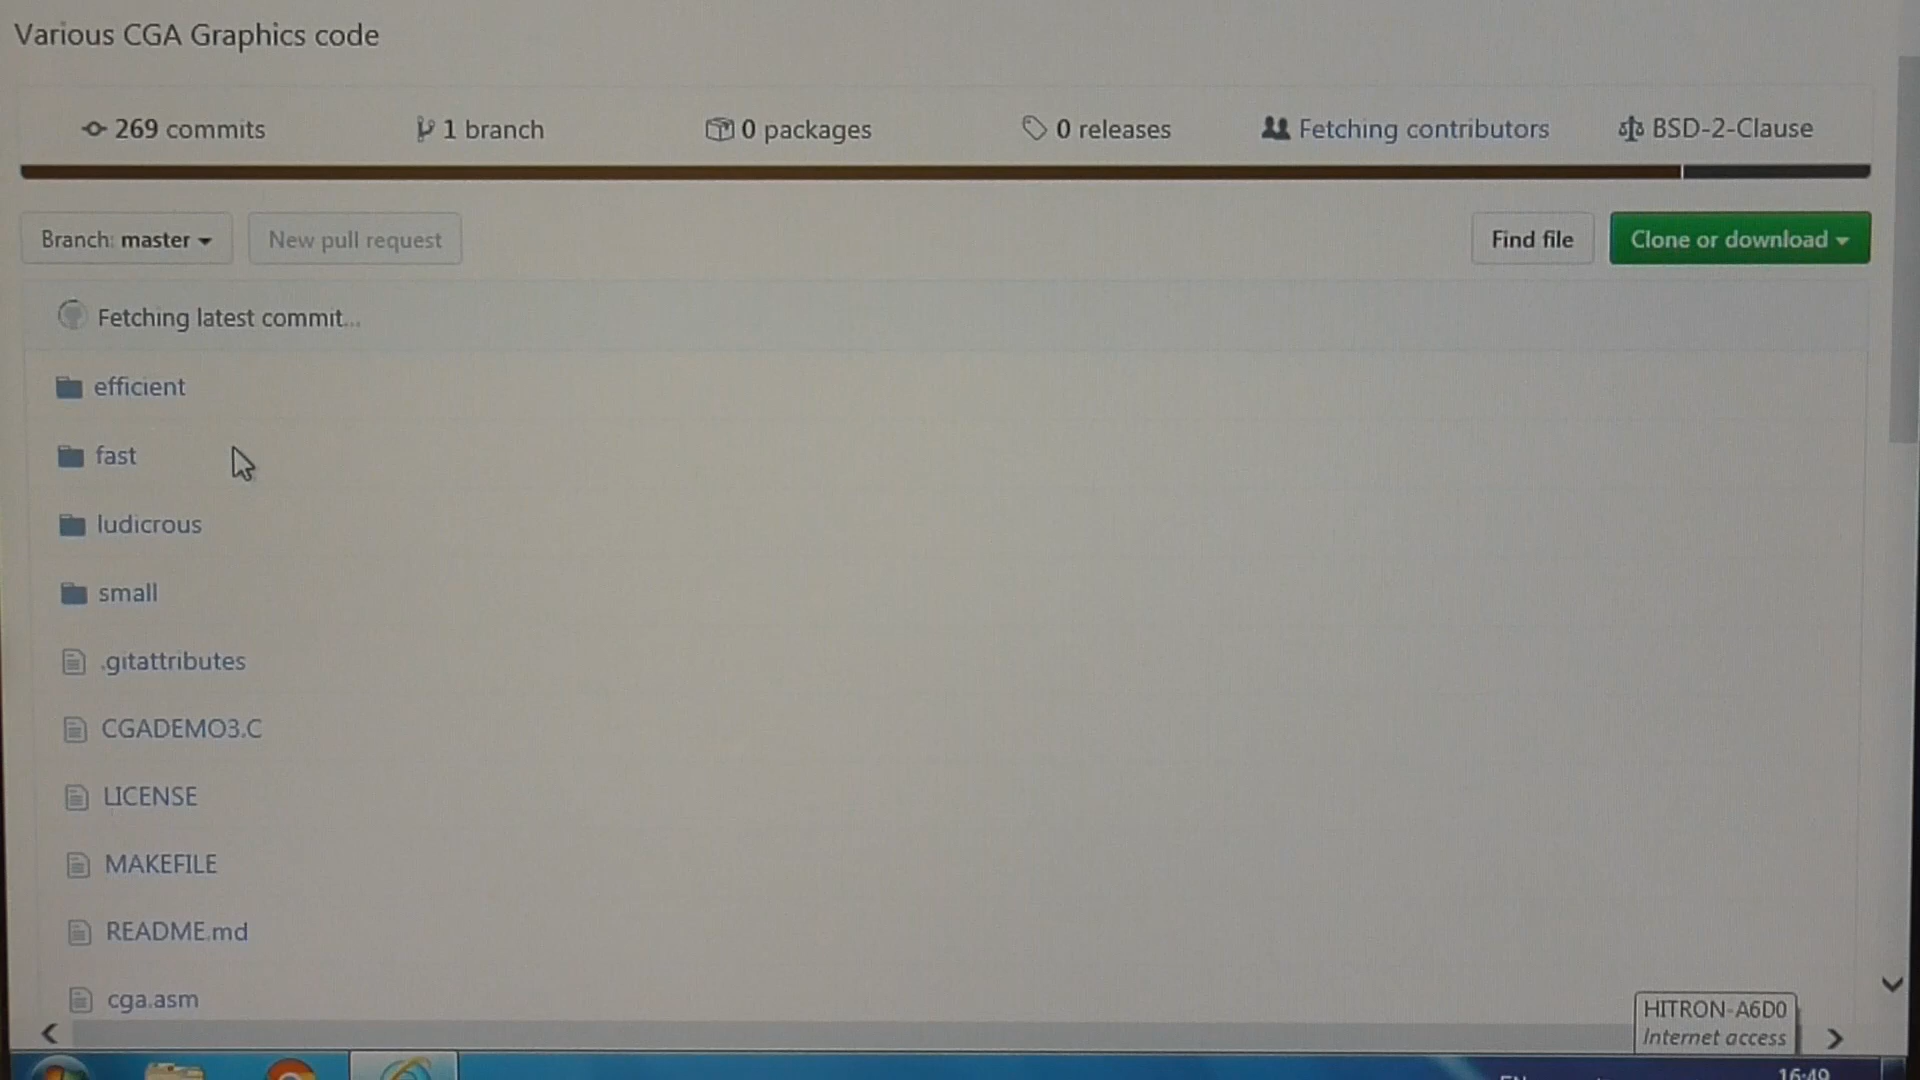 Various CGA Graphics code
269 commits 1 branch 0 packages 0 releases Fetching contributors BSD-2-Clause
Branch: master New pull request Find file Clone or download
Fetching latest commit...
efficient
fast
ludicrous
small
.gitattributes
CGADEMO3.C
LICENSE
MAKEFILE
README.md
cga.asm
HITRON-A6D0
Internet access
16:49